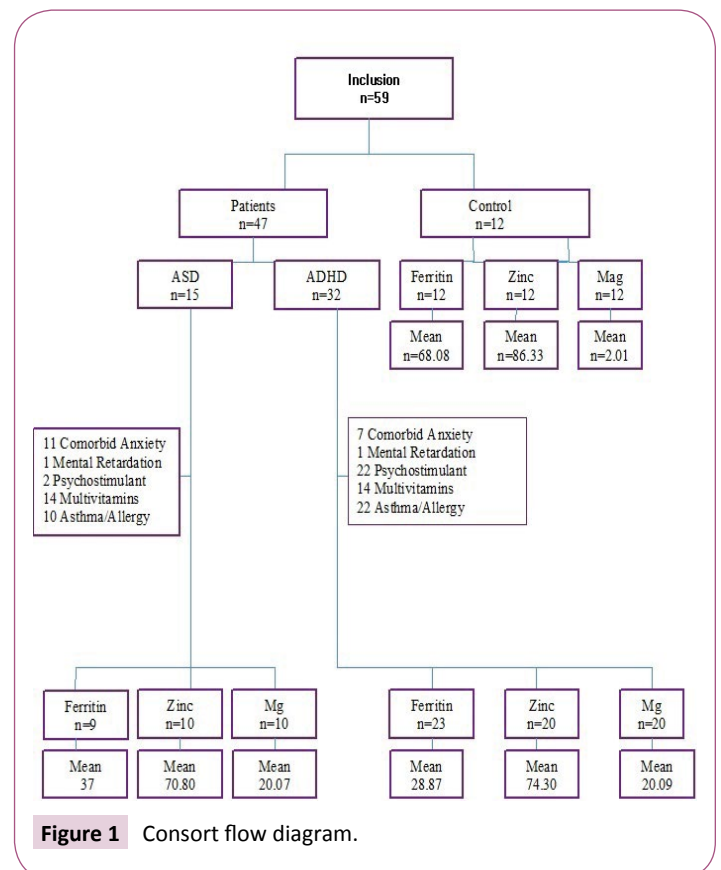 Inclusion
n=59
Patients
n=47
Control
n=12
ASD
n=15
ADHD
n=32
Ferritin
n=12
Zinc
n=12
Mag
n=12
Mean
n=68.08
Mean
n=86.33
Mean
n=2.01
11 Comorbid Anxiety
1 Mental Retardation
2 Psychostimulant
14 Multivitamins
10 Asthma/Allergy
7 Comorbid Anxiety
1 Mental Retardation
22 Psychostimulant
14 Multivitamins
22 Asthma/Allergy
Ferritin
n=9
Zinc
n=10
Mg
n=10
Ferritin
n=23
Zinc
n=20
Mg
n=20
Mean
37
Mean
70.80
Mean
20.07
Mean
28.87
Mean
74.30
Mean
20.09
Figure 1 Consort flow diagram.